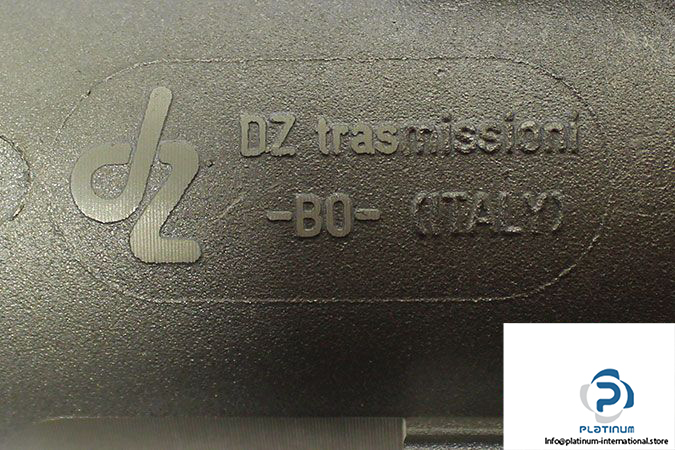 dz
DZ trasmissioni
-BO- (ITALY)
P
PLATINUM
Info@platinum-international.store